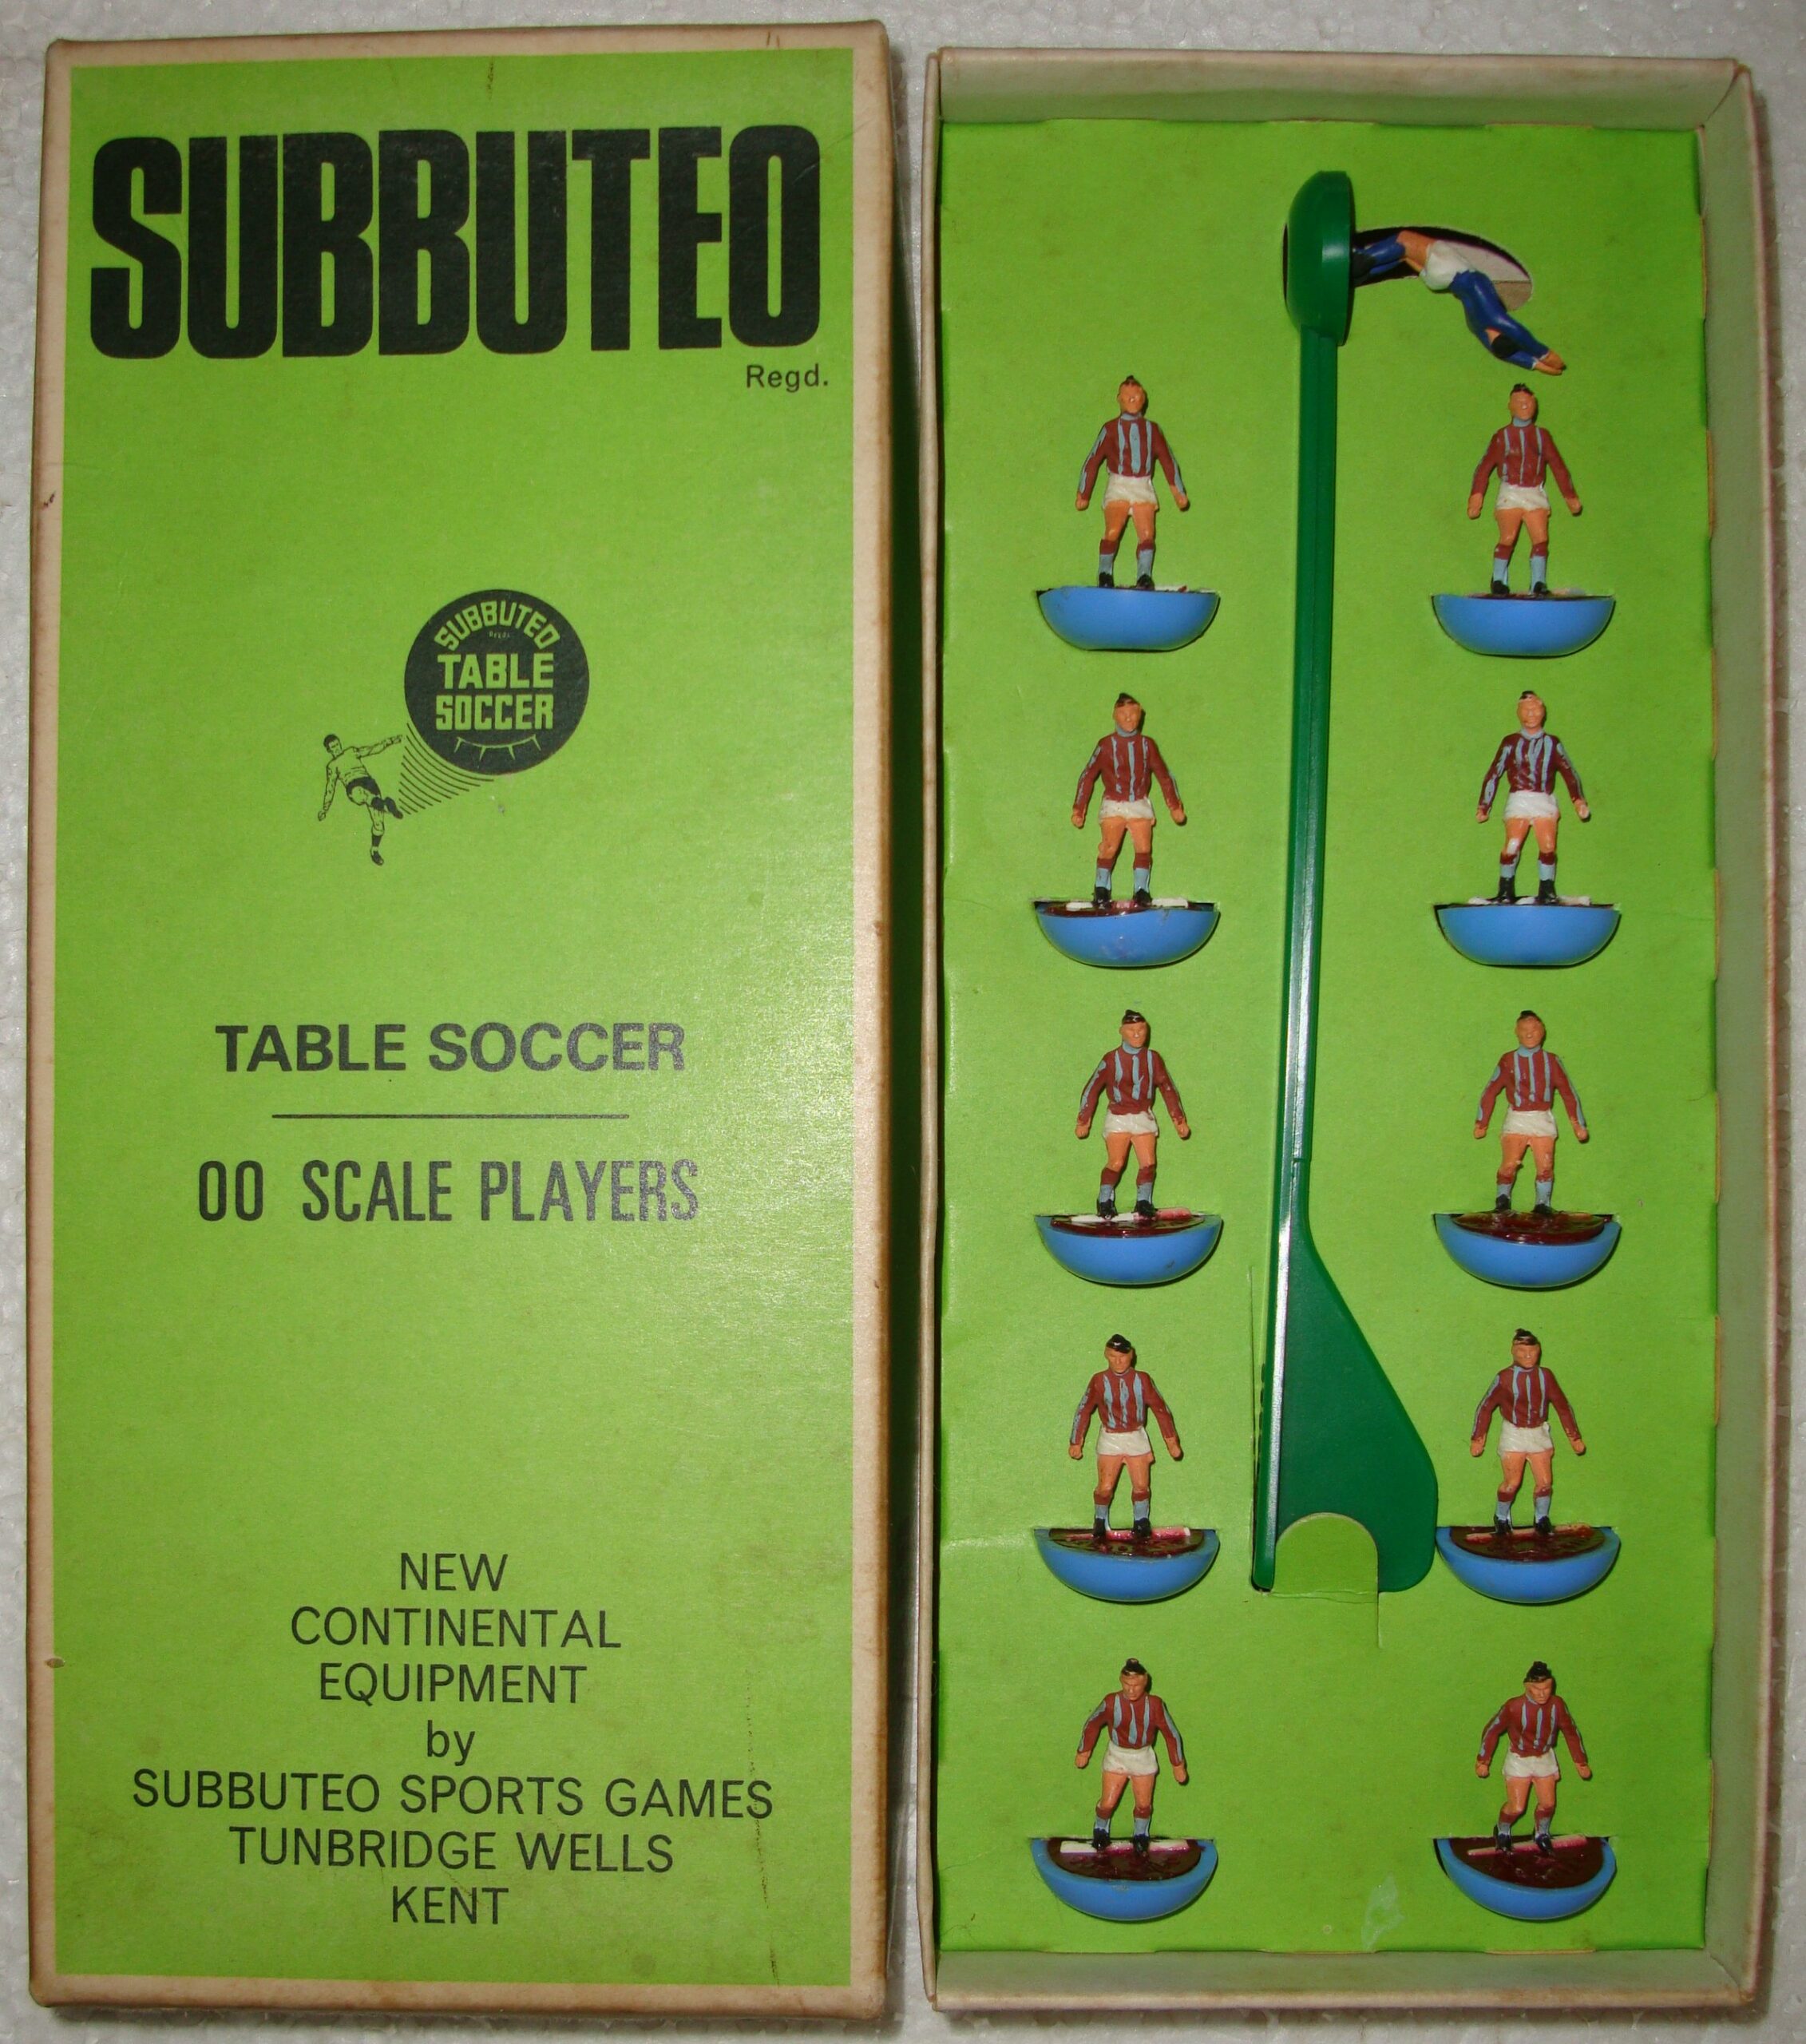 SUBBUTEO
Regd.
SUBBUTEO
Regd.
TABLE
SOCCER
TABLE SOCCER
00 SCALE PLAYERS
NEW
CONTINENTAL
EQUIPMENT
by
SUBBUTEO SPORTS GAMES
TUNBRIDGE WELLS
KENT